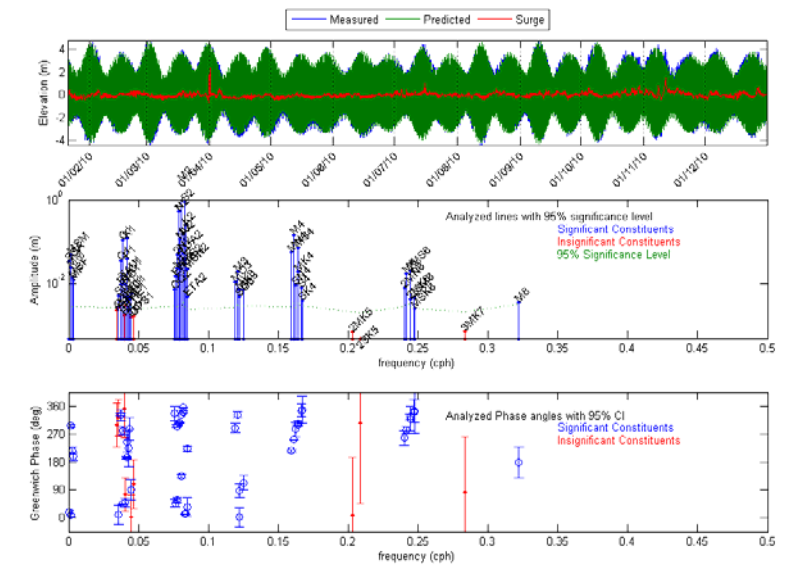 Measured Predicted Surge
Elevation (m)
4
2
0
-2
-4
01/02/10 01/03/10 01/04/10 01/05/10 01/06/10 01/07/10 01/08/10 01/09/10 01/10/10 01/11/10 01/12/10
Amplitude (m)
10^0
10^-2
Analyzed lines with 95% significance level
Significant Constituents
Insignificant Constituents
95% Significance Level
M4
SK4
M3
ETA2
2MK5
2SK5
3MK7
M8
0 0.05 0.1 0.15 0.2 0.25 0.3 0.35 0.4 0.45 0.5
frequency (cph)
Greenwich Phase (deg)
360
270
180
90
0
Analyzed Phase angles with 95% CI
Significant Constituents
Insignificant Constituents
0 0.05 0.1 0.15 0.2 0.25 0.3 0.35 0.4 0.45 0.5
frequency (cph)